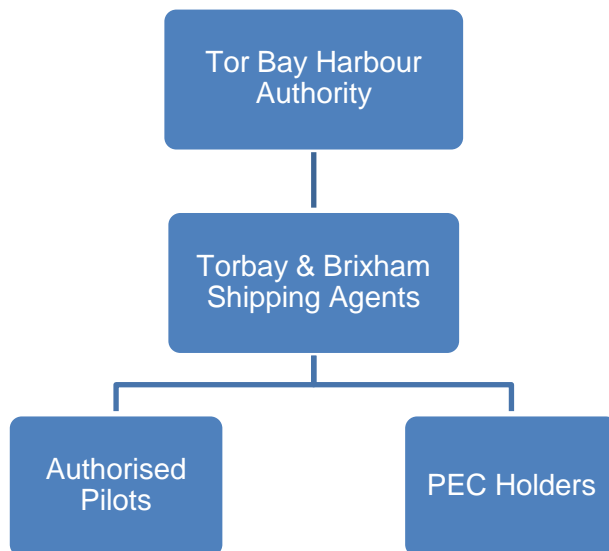 Tor Bay Harbour
Authority
Torbay & Brixham
Shipping Agents
Authorised
Pilots
PEC Holders